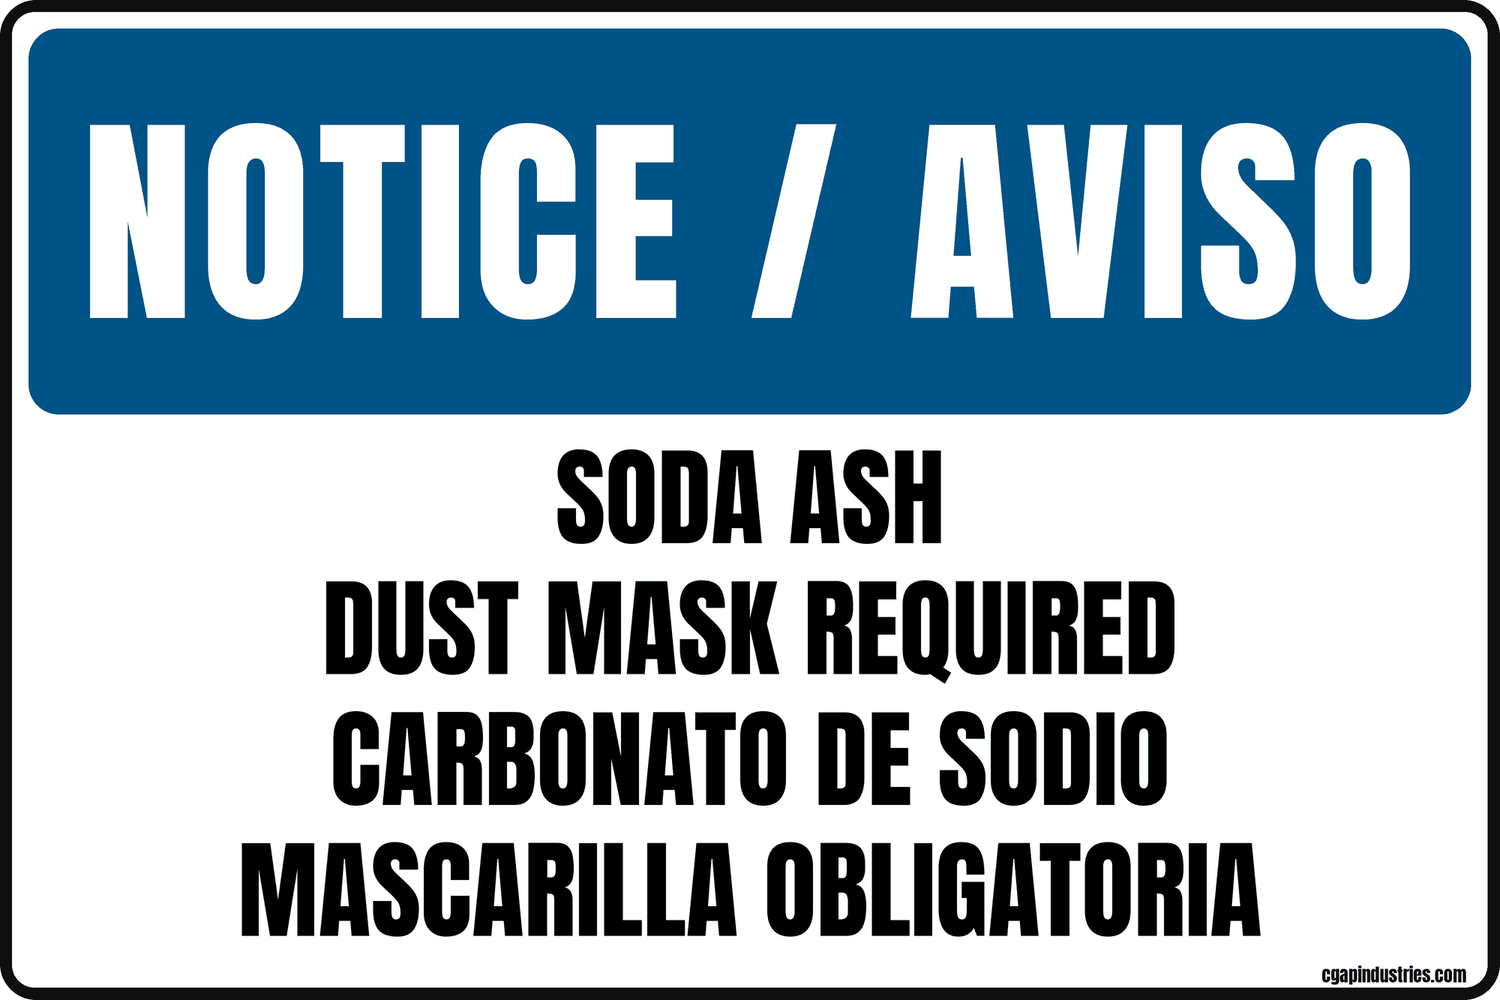 NOTICE / AVISO
SODA ASH
DUST MASK REQUIRED
CARBONATO DE SODIO
MASCARILLA OBLIGATORIA
cgapindustries.com